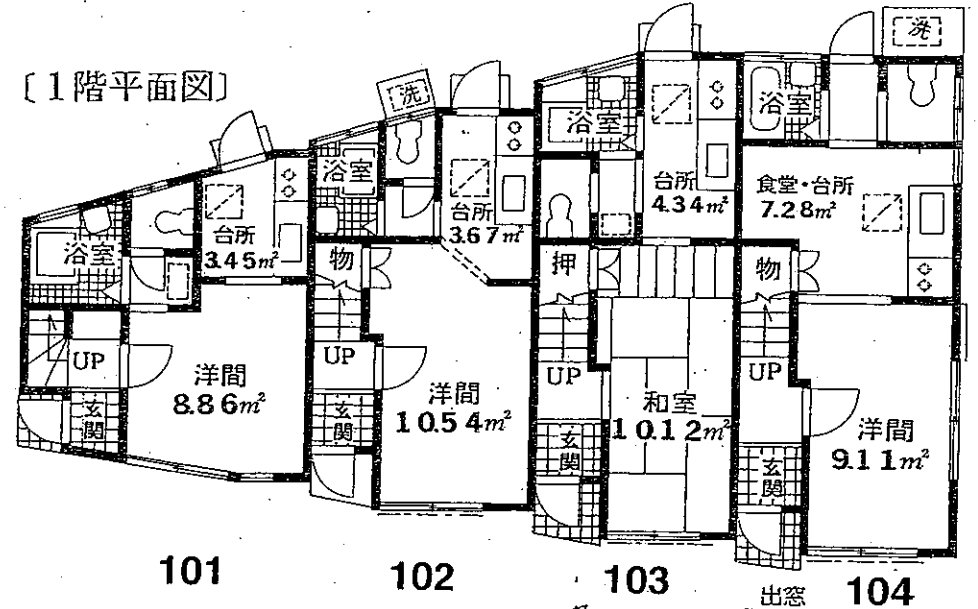 〔1階平面図〕
浴室
台所
3.45㎡
UP
洋間
8.86㎡
玄関
101
洗
浴室
台所
3.67㎡
物
UP
洋間
10.54㎡
玄関
102
浴室
台所
4.34㎡
押
UP
和室
10.12㎡
玄関
103
洗
浴室
食堂・台所
7.28㎡
物
UP
洋間
9.11㎡
玄関
出窓
104